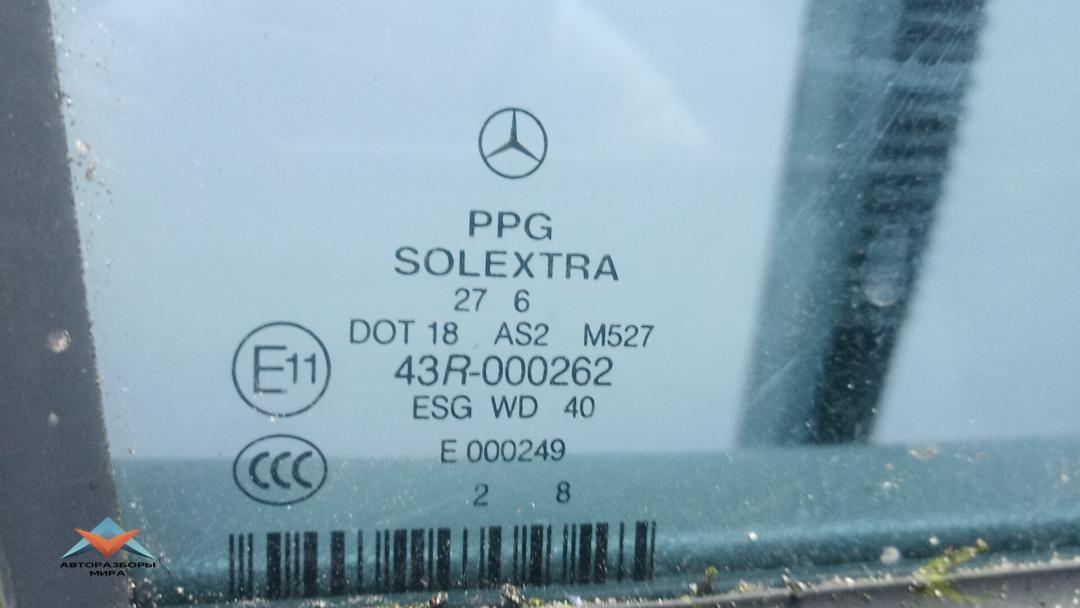 PPG
SOLEXTRA
27 6
DOT 18 AS2 M527
E11
43R-000262
ESG WD 40
E 000249
CCC
2 8
АВТОРАЗБОРЫ
МИРА